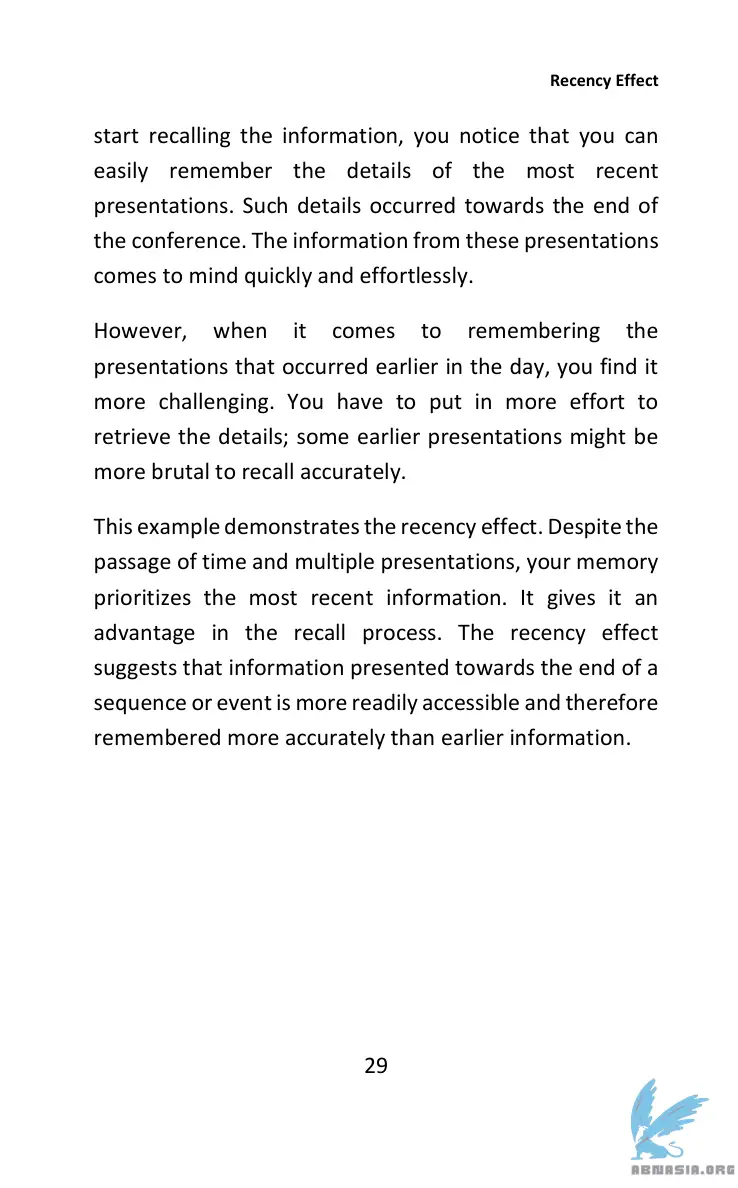 Recency Effect
start recalling the information, you notice that you can
easily remember the details of the most recent
presentations. Such details occurred towards the end of
the conference. The information from these presentations
comes to mind quickly and effortlessly.
However, when it comes to remembering the
presentations that occurred earlier in the day, you find it
more challenging. You have to put in more effort to
retrieve the details; some earlier presentations might be
more brutal to recall accurately.
This example demonstrates the recency effect. Despite the
passage of time and multiple presentations, your memory
prioritizes the most recent information. It gives it an
advantage in the recall process. The recency effect
suggests that information presented towards the end of a
sequence or event is more readily accessible and therefore
remembered more accurately than earlier information.
29
ABNASIA.ORG